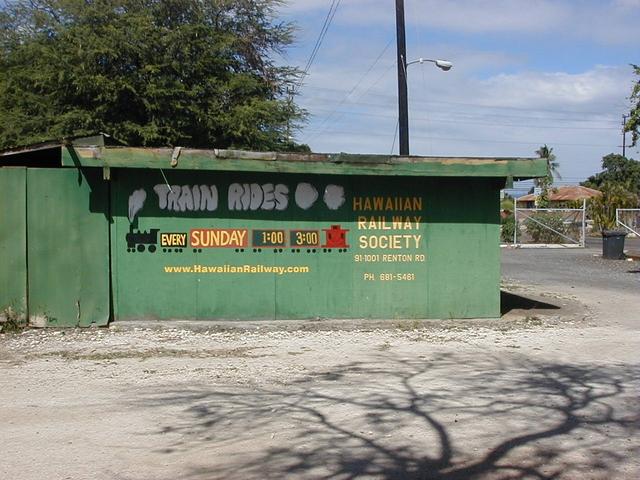 TRAIN RIDES
EVERY SUNDAY 1:00 3:00
www.HawaiianRailway.com
HAWAIIAN
RAILWAY
SOCIETY
91-1001 RENTON RD.
PH. 681-5461